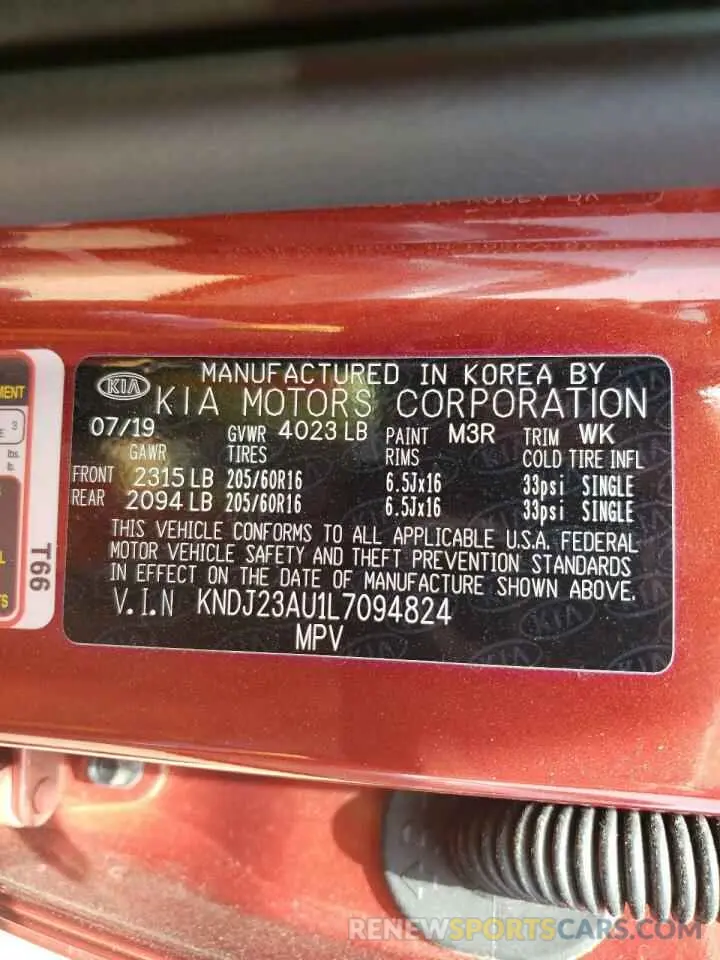 KIA
MANUFACTURED IN KOREA BY
KIA MOTORS CORPORATION
07/19 GVWR 4023 LB PAINT M3R TRIM WK
GAWR TIRES RIMS COLD TIRE INFL
FRONT 2315 LB 205/60R16 6.5Jx16 33psi SINGLE
REAR 2094 LB 205/60R16 6.5Jx16 33psi SINGLE
THIS VEHICLE CONFORMS TO ALL APPLICABLE U.S.A. FEDERAL
MOTOR VEHICLE SAFETY AND THEFT PREVENTION STANDARDS
IN EFFECT ON THE DATE OF MANUFACTURE SHOWN ABOVE.
V.I.N KNDJ23AU1L7094824
MPV
3
lbs.
lb.
T66
RENEWSPORTSCARS.COM